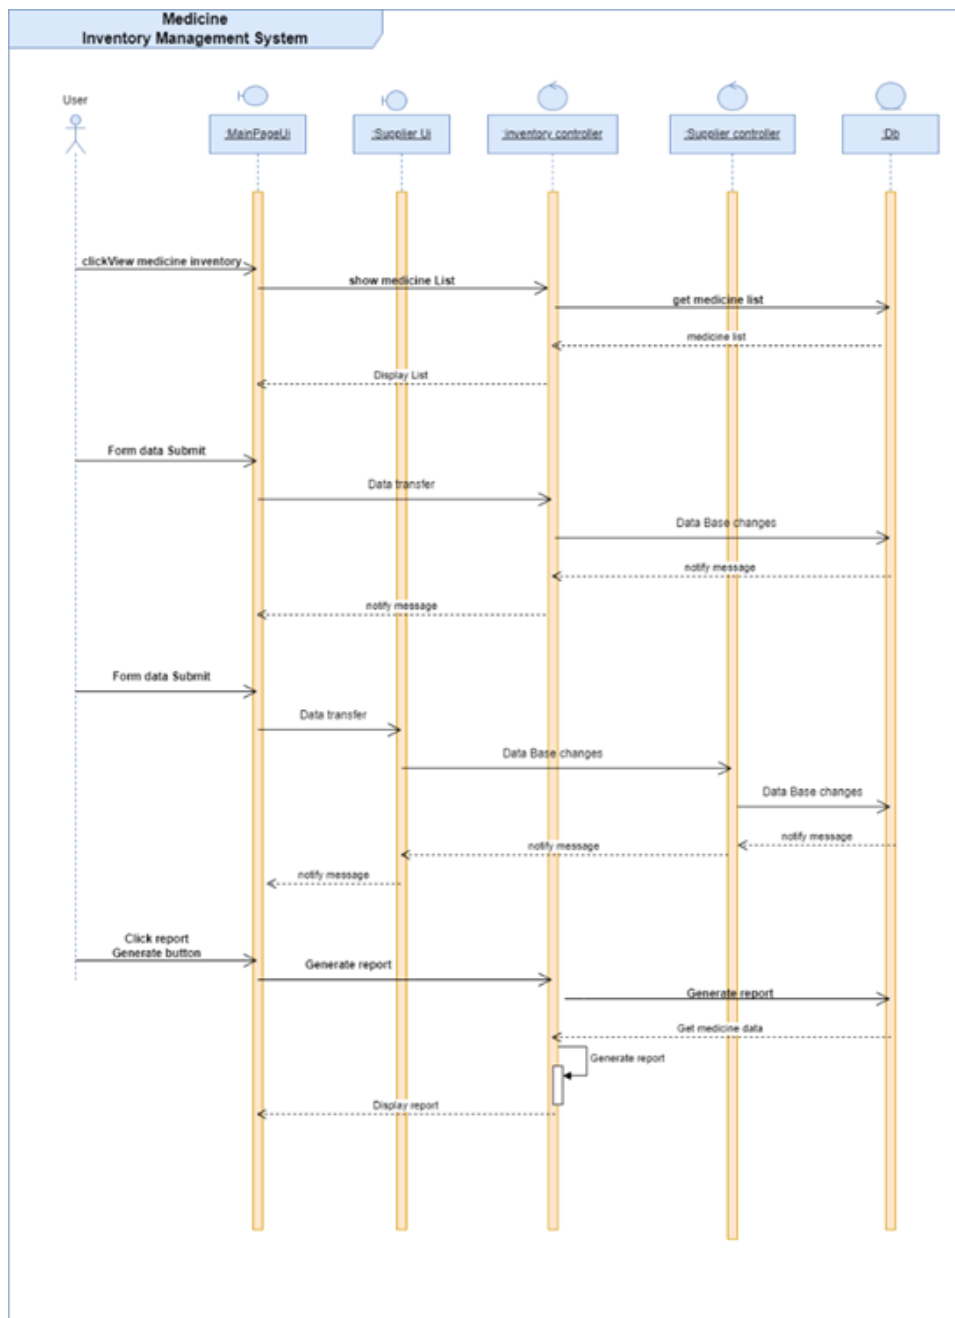 Medicine
Inventory Management System
User
:MainPageUi
:Supplier Ui
:inventory controller
:Supplier controller
:Db
clickView medicine inventory
show medicine List
get medicine list
medicine list
Display List
Form data Submit
Data transfer
Data Base changes
notify message
notify message
Form data Submit
Data transfer
Data Base changes
Data Base changes
notify message
notify message
notify message
Click report
Generate button
Generate report
Generate report
Get medicine data
Generate report
Display report